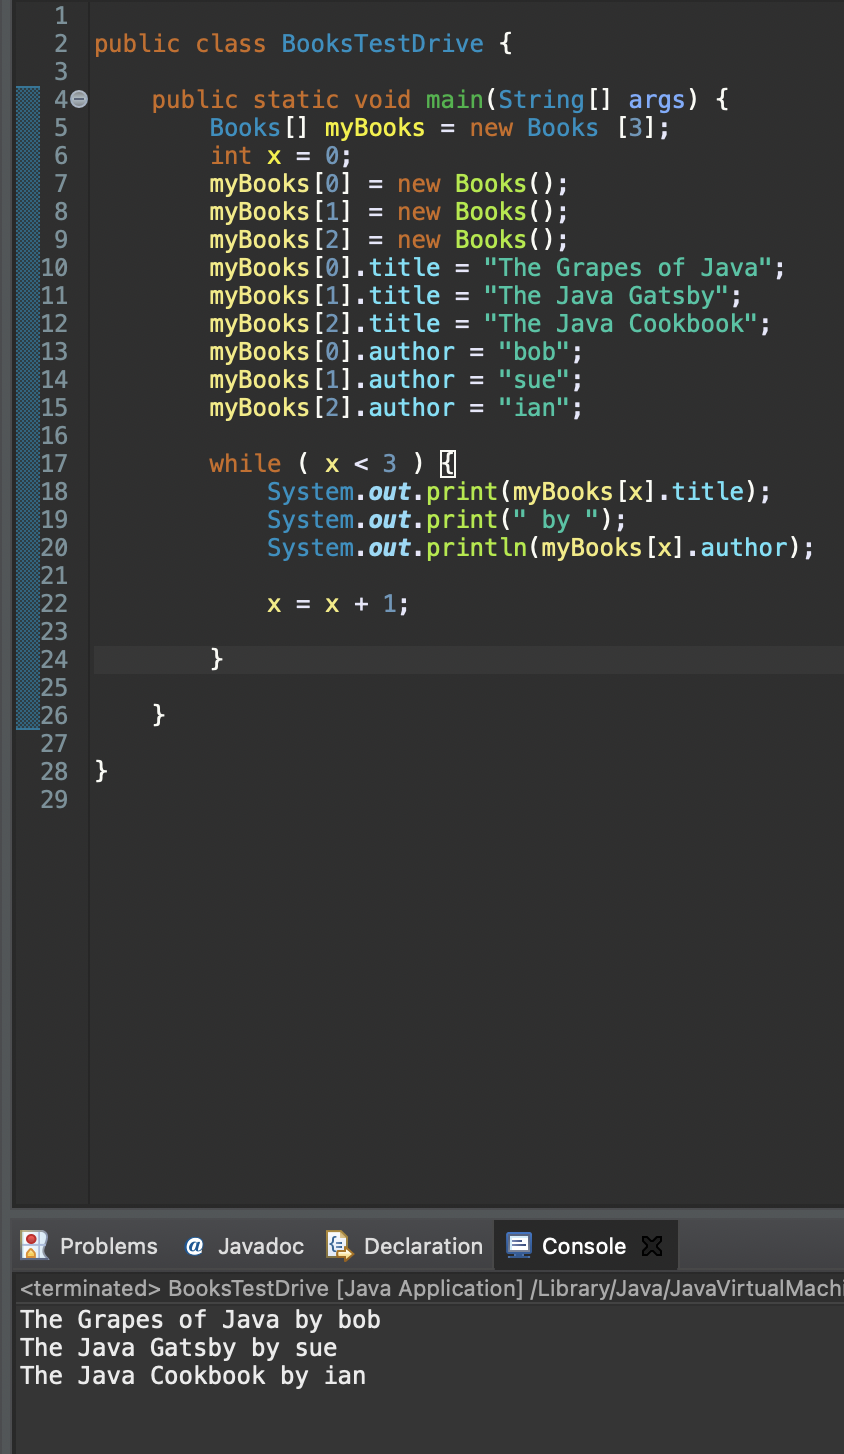 1
2 public class BooksTestDrive {
3
4 public static void main(String[] args) {
5 Books[] myBooks = new Books [3];
6 int x = 0;
7 myBooks[0] = new Books();
8 myBooks[1] = new Books();
9 myBooks[2] = new Books();
10 myBooks[0].title = "The Grapes of Java";
11 myBooks[1].title = "The Java Gatsby";
12 myBooks[2].title = "The Java Cookbook";
13 myBooks[0].author = "bob";
14 myBooks[1].author = "sue";
15 myBooks[2].author = "ian";
16
17 while ( x < 3 ) {
18 System.out.print(myBooks[x].title);
19 System.out.print(" by ");
20 System.out.println(myBooks[x].author);
21
22 x = x + 1;
23
24 }
25
26 }
27
28 }
29
Problems @ Javadoc Declaration Console
<terminated> BooksTestDrive [Java Application] /Library/Java/JavaVirtualMachi
The Grapes of Java by bob
The Java Gatsby by sue
The Java Cookbook by ian